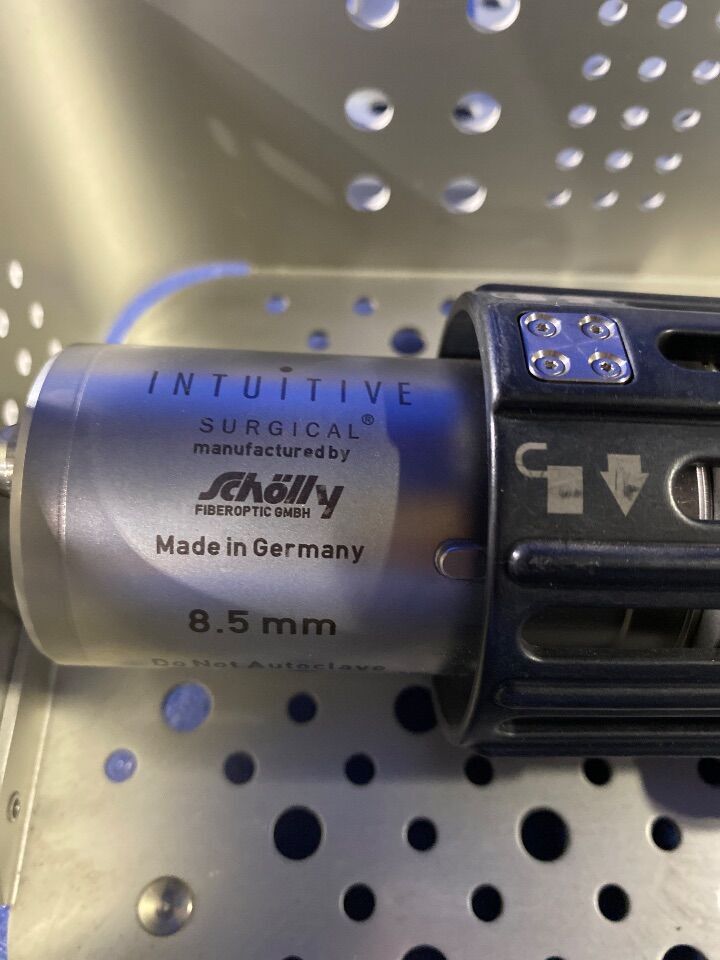 INTUITIVE
SURGICAL®
manufactured by
Schölly
FIBEROPTIC GMBH
Made in Germany
8.5 mm
Do Not Autoclave